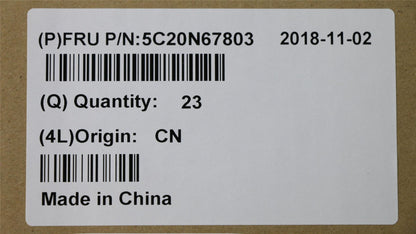 (P)FRU P/N:5C20N67803 2018-11-02
(Q) Quantity: 23
(4L)Origin: CN
Made in China